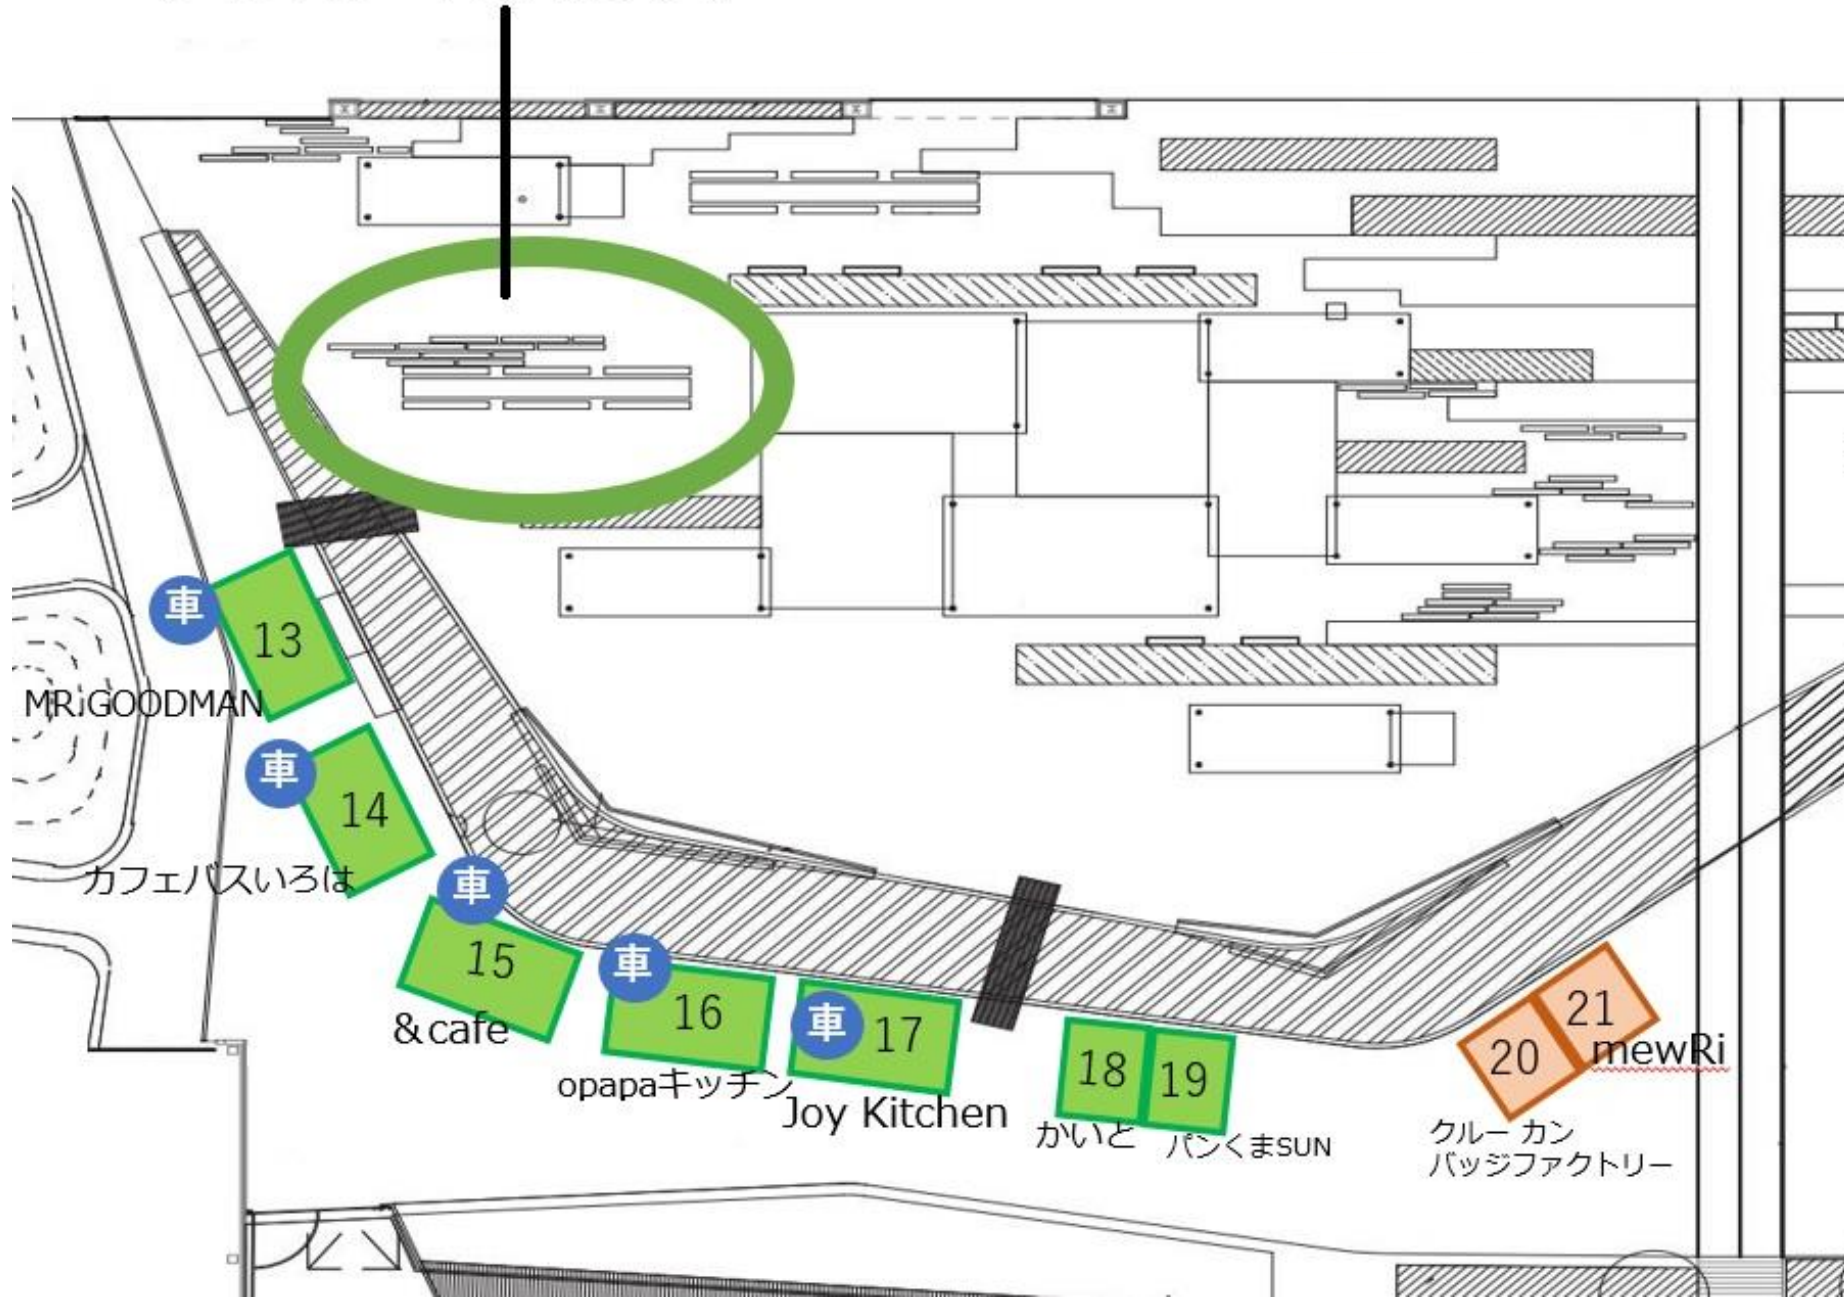 車
13
MR.GOODMAN
車
14
カフェバスいろは
車
15
&cafe
車
16
opapaキッチン
車
17
Joy Kitchen
18
かいと
19
パンくまSUN
20
クルー カン
バッジファクトリー
21
mewRi